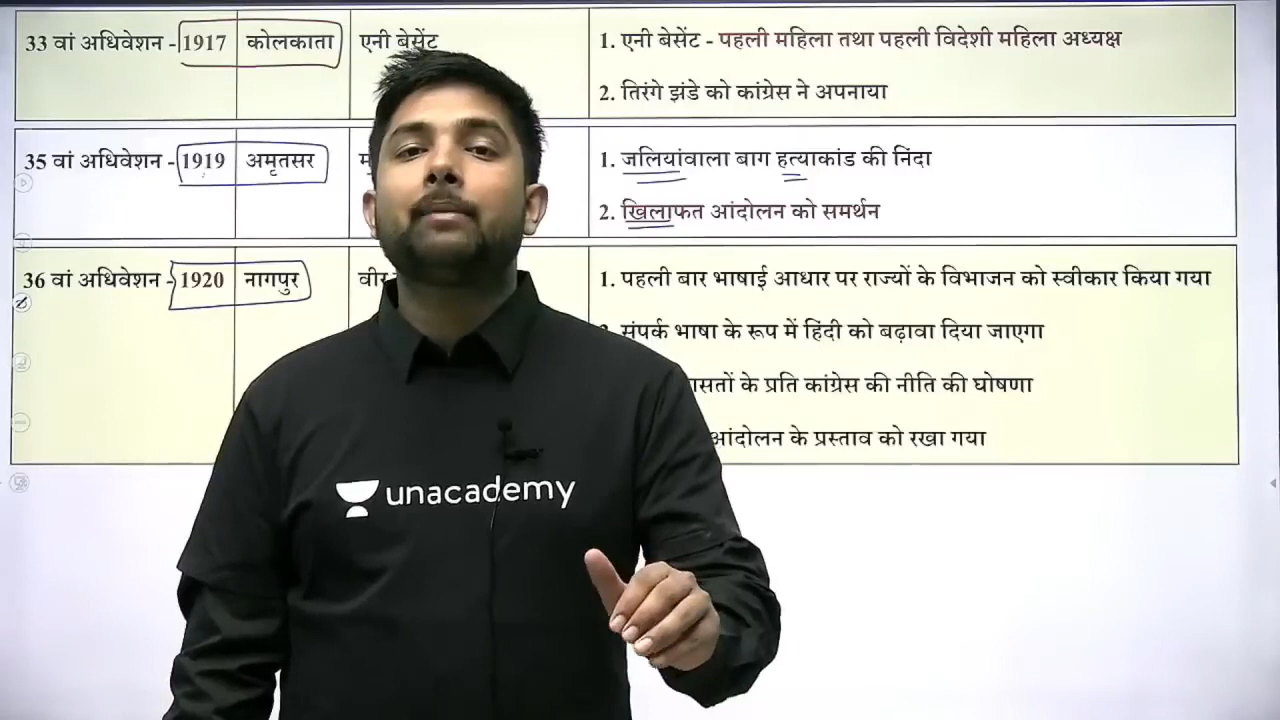 33 वां अधिवेशन - 1917 कोलकाता एनी बेसेंट 1. एनी बेसेंट - पहली महिला तथा पहली विदेशी महिला अध्यक्ष
2. तिरंगे झंडे को कांग्रेस ने अपनाया
35 वां अधिवेशन - 1919 अमृतसर 1. जलियांवाला बाग हत्याकांड की निंदा
2. खिलाफत आंदोलन को समर्थन
36 वां अधिवेशन - 1920 नागपुर वीर 1. पहली बार भाषाई आधार पर राज्यों के विभाजन को स्वीकार किया गया
संपर्क भाषा के रूप में हिंदी को बढ़ावा दिया जाएगा
के प्रति कांग्रेस की नीति की घोषणा
आंदोलन के प्रस्ताव को रखा गया
unacademy